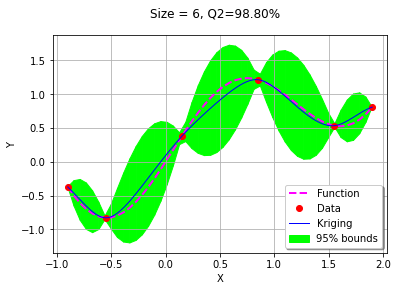 Size = 6, Q2=98.80%
Y
1.5
1.0
0.5
0.0
−0.5
−1.0
Function
Data
Kriging
95% bounds
−1.0 −0.5 0.0 0.5 1.0 1.5 2.0
X